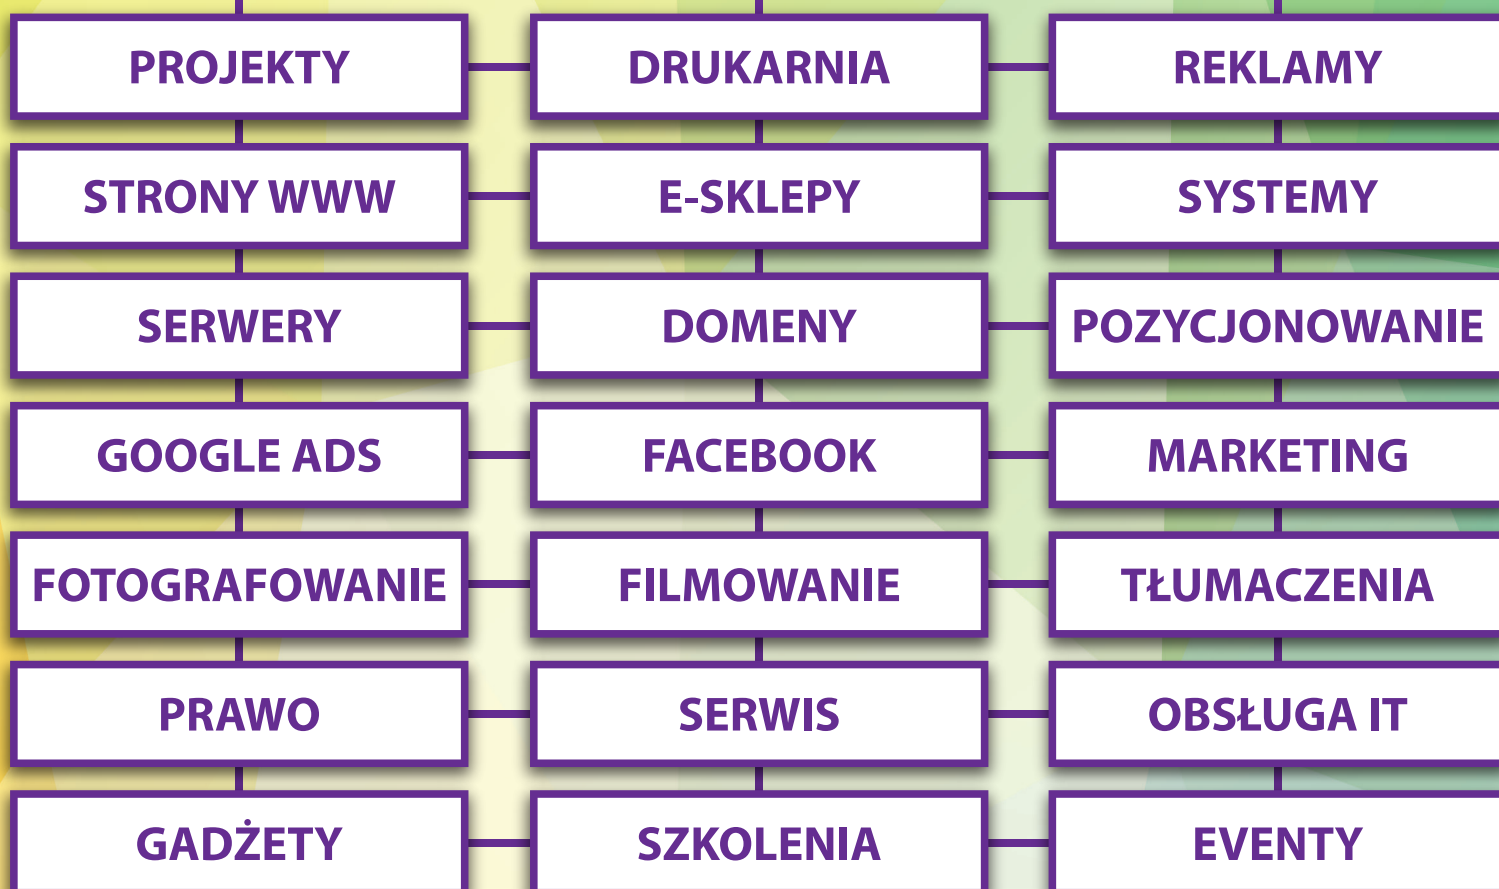 PROJEKTY
DRUKARNIA
REKLAMY
STRONY WWW
E-SKLEPY
SYSTEMY
SERWERY
DOMENY
POZYCJONOWANIE
GOOGLE ADS
FACEBOOK
MARKETING
FOTOGRAFOWANIE
FILMOWANIE
TŁUMACZENIA
PRAWO
SERWIS
OBSŁUGA IT
GADŻETY
SZKOLENIA
EVENTY